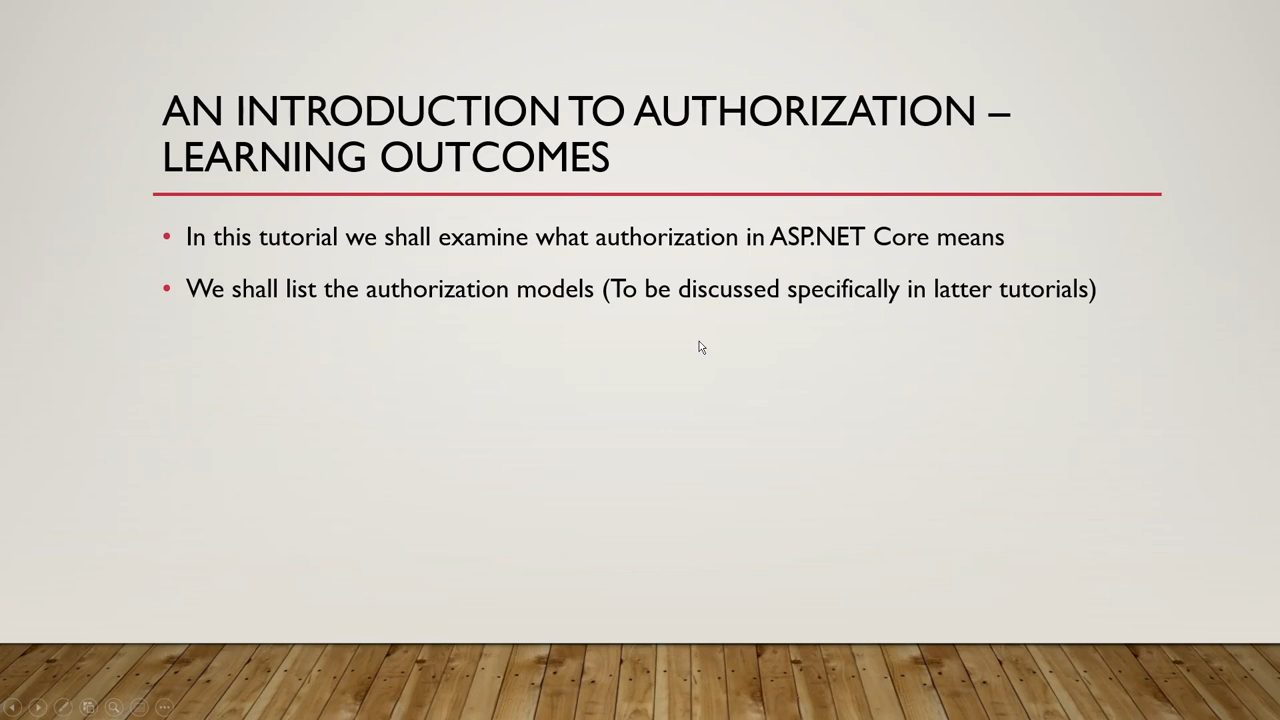 AN INTRODUCTION TO AUTHORIZATION –
LEARNING OUTCOMES
• In this tutorial we shall examine what authorization in ASP.NET Core means
• We shall list the authorization models (To be discussed specifically in latter tutorials)